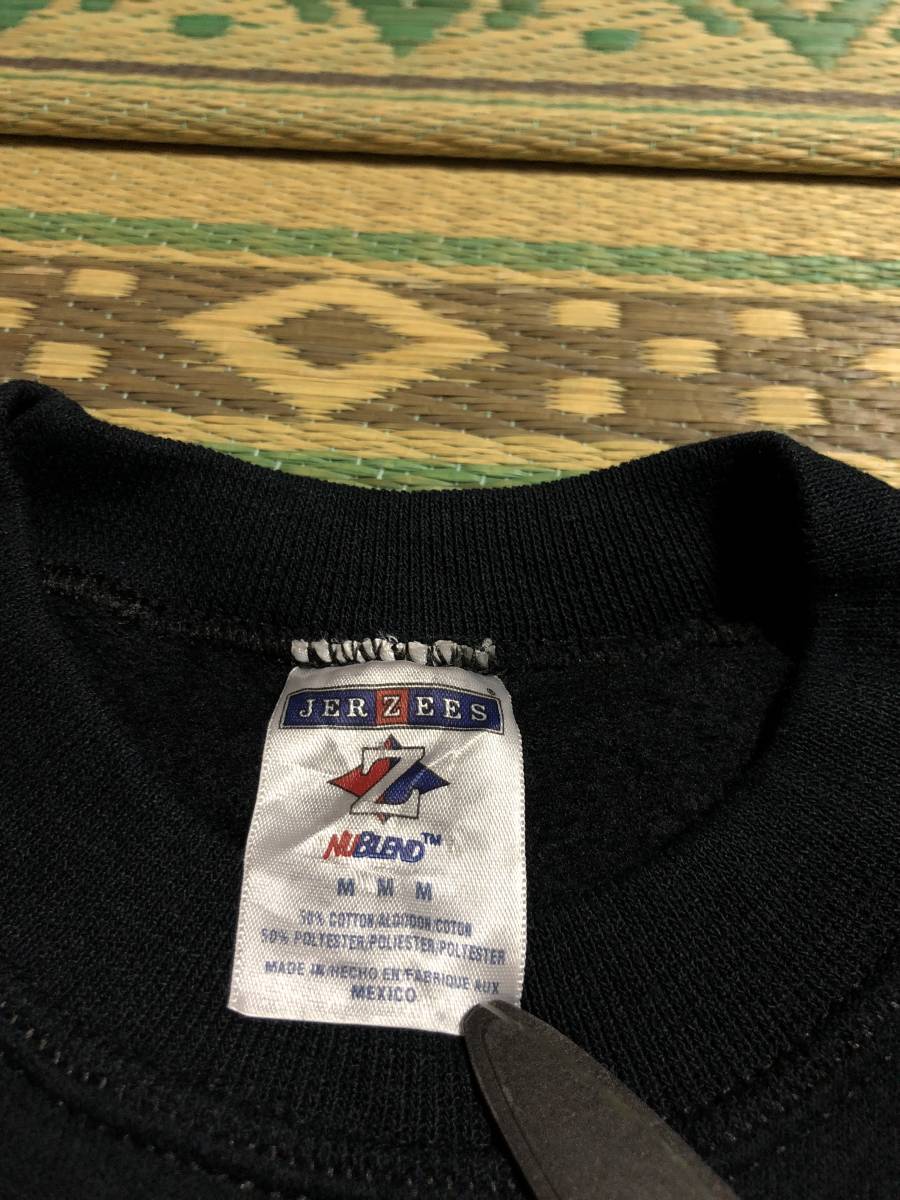 JERZEES®
Z
NUBLEND™
M M M
50% COTTON/ALGODON/COTON
50% POLYESTER/POLIESTER/POLYESTER
MADE IN/HECHO EN/FABRIQUE AUX
MEXICO